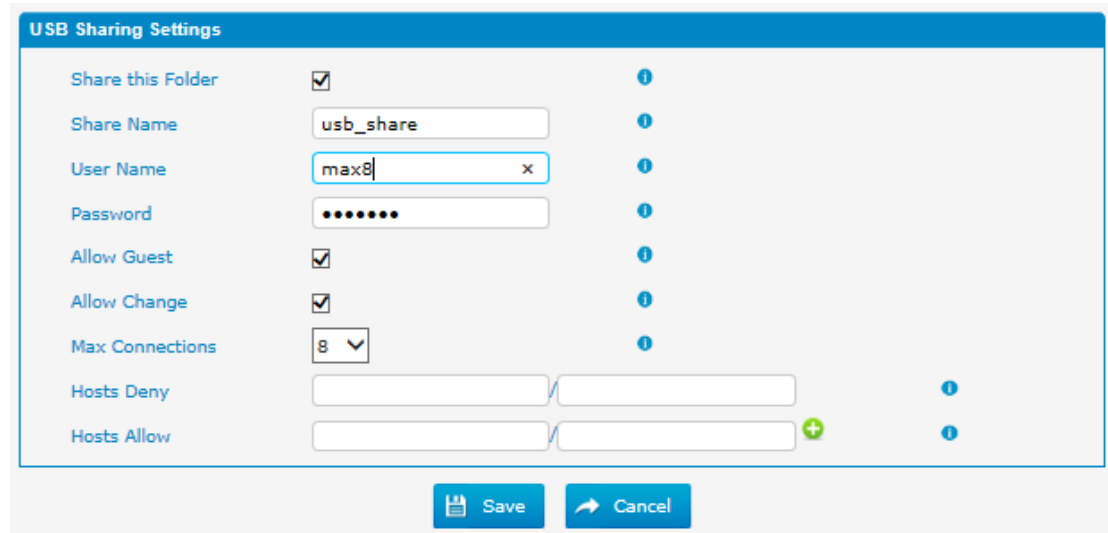 USB Sharing Settings
Share this Folder
Share Name usb_share
User Name max8 ×
Password •••••••
Allow Guest
Allow Change
Max Connections 8
Hosts Deny /
Hosts Allow /
Save Cancel